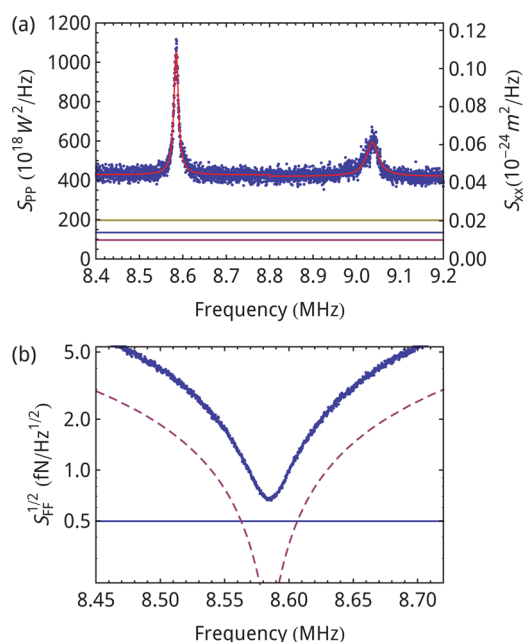 (a)
1200
1000
800
600
400
200
0
S_PP (10^18 W^2/Hz)
0.12
0.10
0.08
0.06
0.04
0.02
0.00
S_xx (10^-24 m^2/Hz)
8.4 8.5 8.6 8.7 8.8 8.9 9.0 9.1 9.2
Frequency (MHz)
(b)
5.0
2.0
1.0
0.5
S_FF^1/2 (fN/Hz^1/2)
8.45 8.50 8.55 8.60 8.65 8.70
Frequency (MHz)